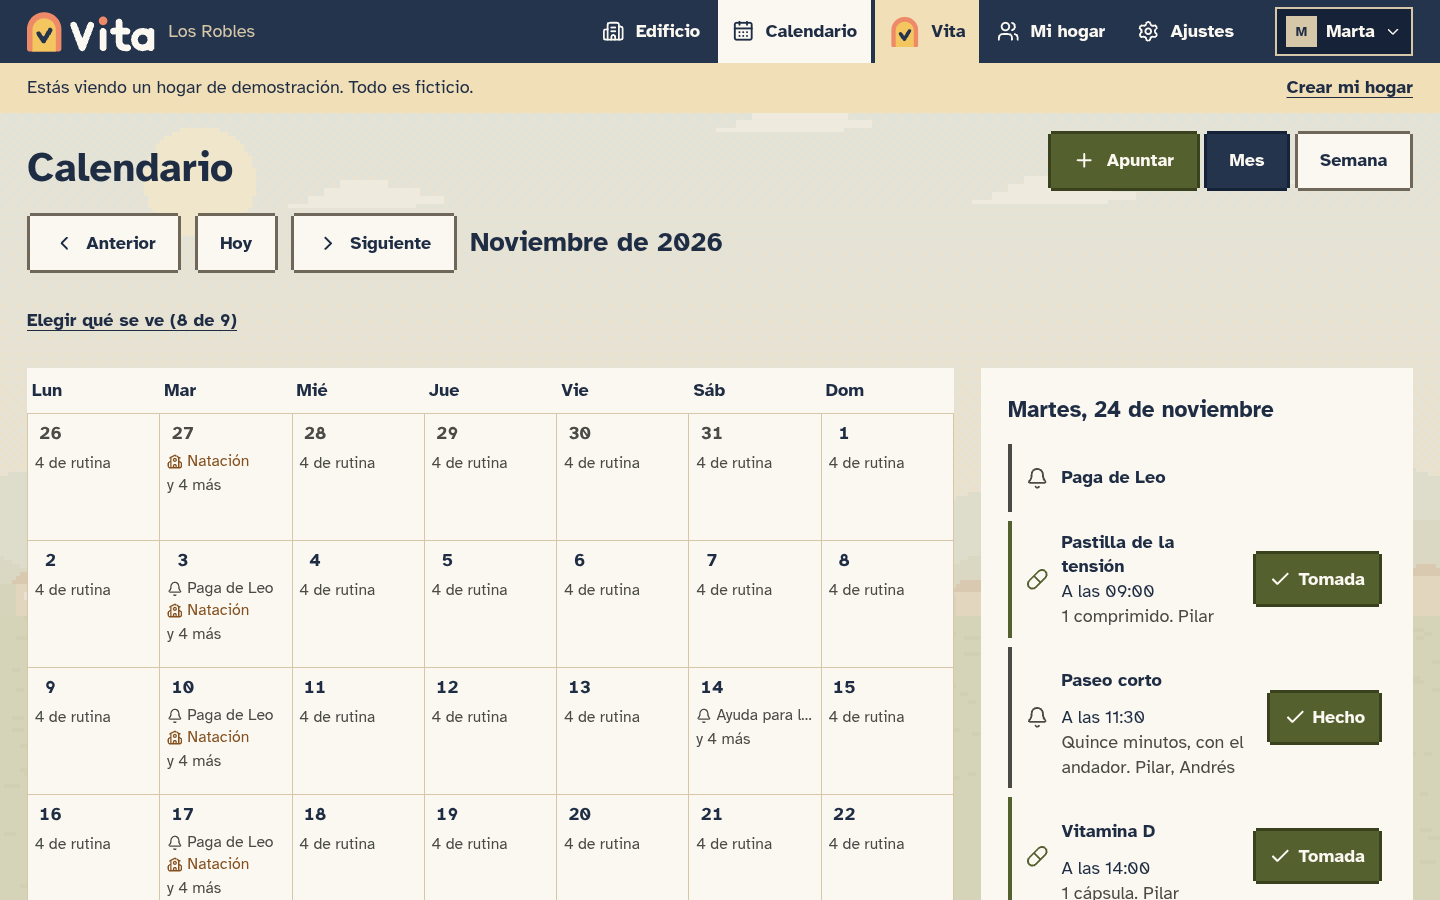 Vita Los Robles Edificio Calendario Vita Mi hogar Ajustes M Marta
Estás viendo un hogar de demostración. Todo es ficticio. Crear mi hogar
Calendario
Apuntar Mes Semana
Anterior Hoy Siguiente Noviembre de 2026
Elegir qué se ve (8 de 9)
Lun Mar Mié Jue Vie Sáb Dom
26 27 28 29 30 31 1
4 de rutina Natación 4 de rutina 4 de rutina 4 de rutina 4 de rutina 4 de rutina
y 4 más
2 3 4 5 6 7 8
4 de rutina Paga de Leo 4 de rutina 4 de rutina 4 de rutina 4 de rutina 4 de rutina
Natación
y 4 más
9 10 11 12 13 14 15
4 de rutina Paga de Leo 4 de rutina 4 de rutina 4 de rutina Ayuda para l... 4 de rutina
Natación y 4 más
y 4 más
16 17 18 19 20 21 22
4 de rutina Paga de Leo 4 de rutina 4 de rutina 4 de rutina 4 de rutina 4 de rutina
Natación
y 4 más
Martes, 24 de noviembre
Paga de Leo
Pastilla de la
tensión
A las 09:00
1 comprimido. Pilar
Tomada
Paseo corto
A las 11:30
Quince minutos, con el
andador. Pilar, Andrés
Hecho
Vitamina D
A las 14:00
1 cápsula. Pilar
Tomada